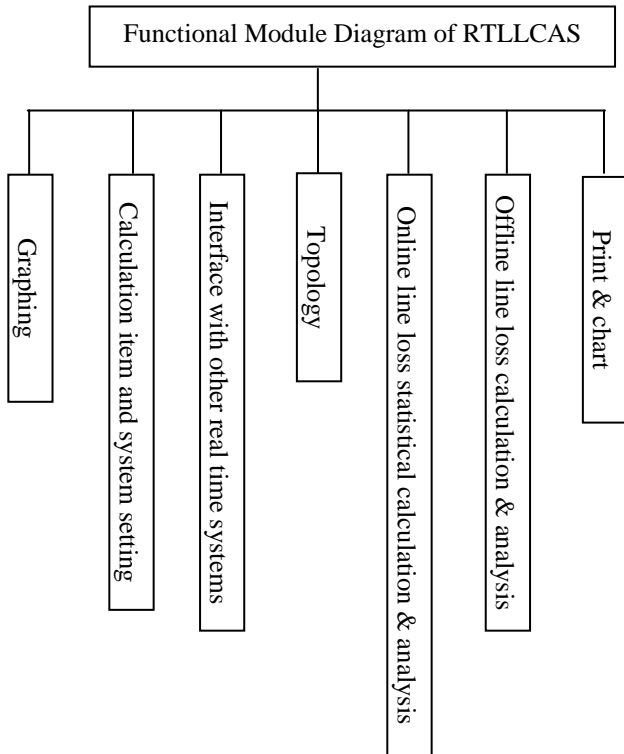 Functional Module Diagram of RTLLCAS
Graphing
Calculation item and system setting
Interface with other real time systems
Topology
Online line loss statistical calculation & analysis
Offline line loss calculation & analysis
Print & chart